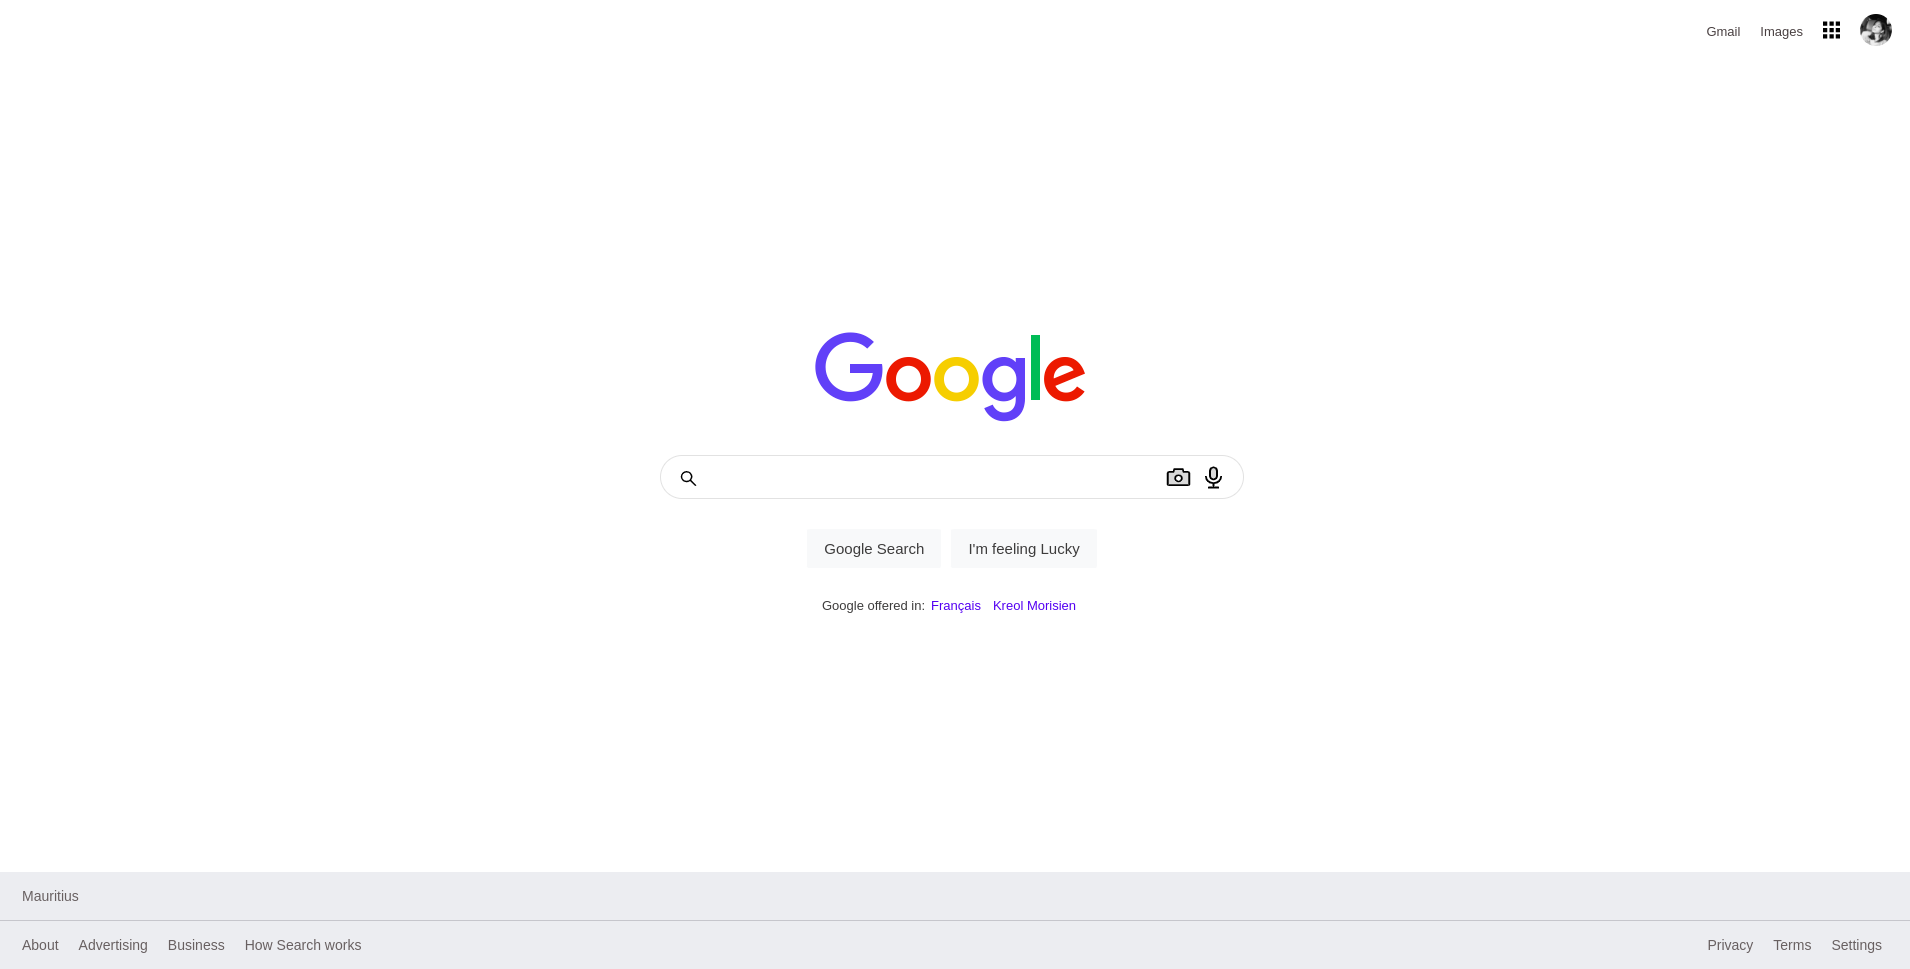 Gmail Images
Google
Google Search I'm feeling Lucky
Google offered in: Français Kreol Morisien
Mauritius
About Advertising Business How Search works Privacy Terms Settings